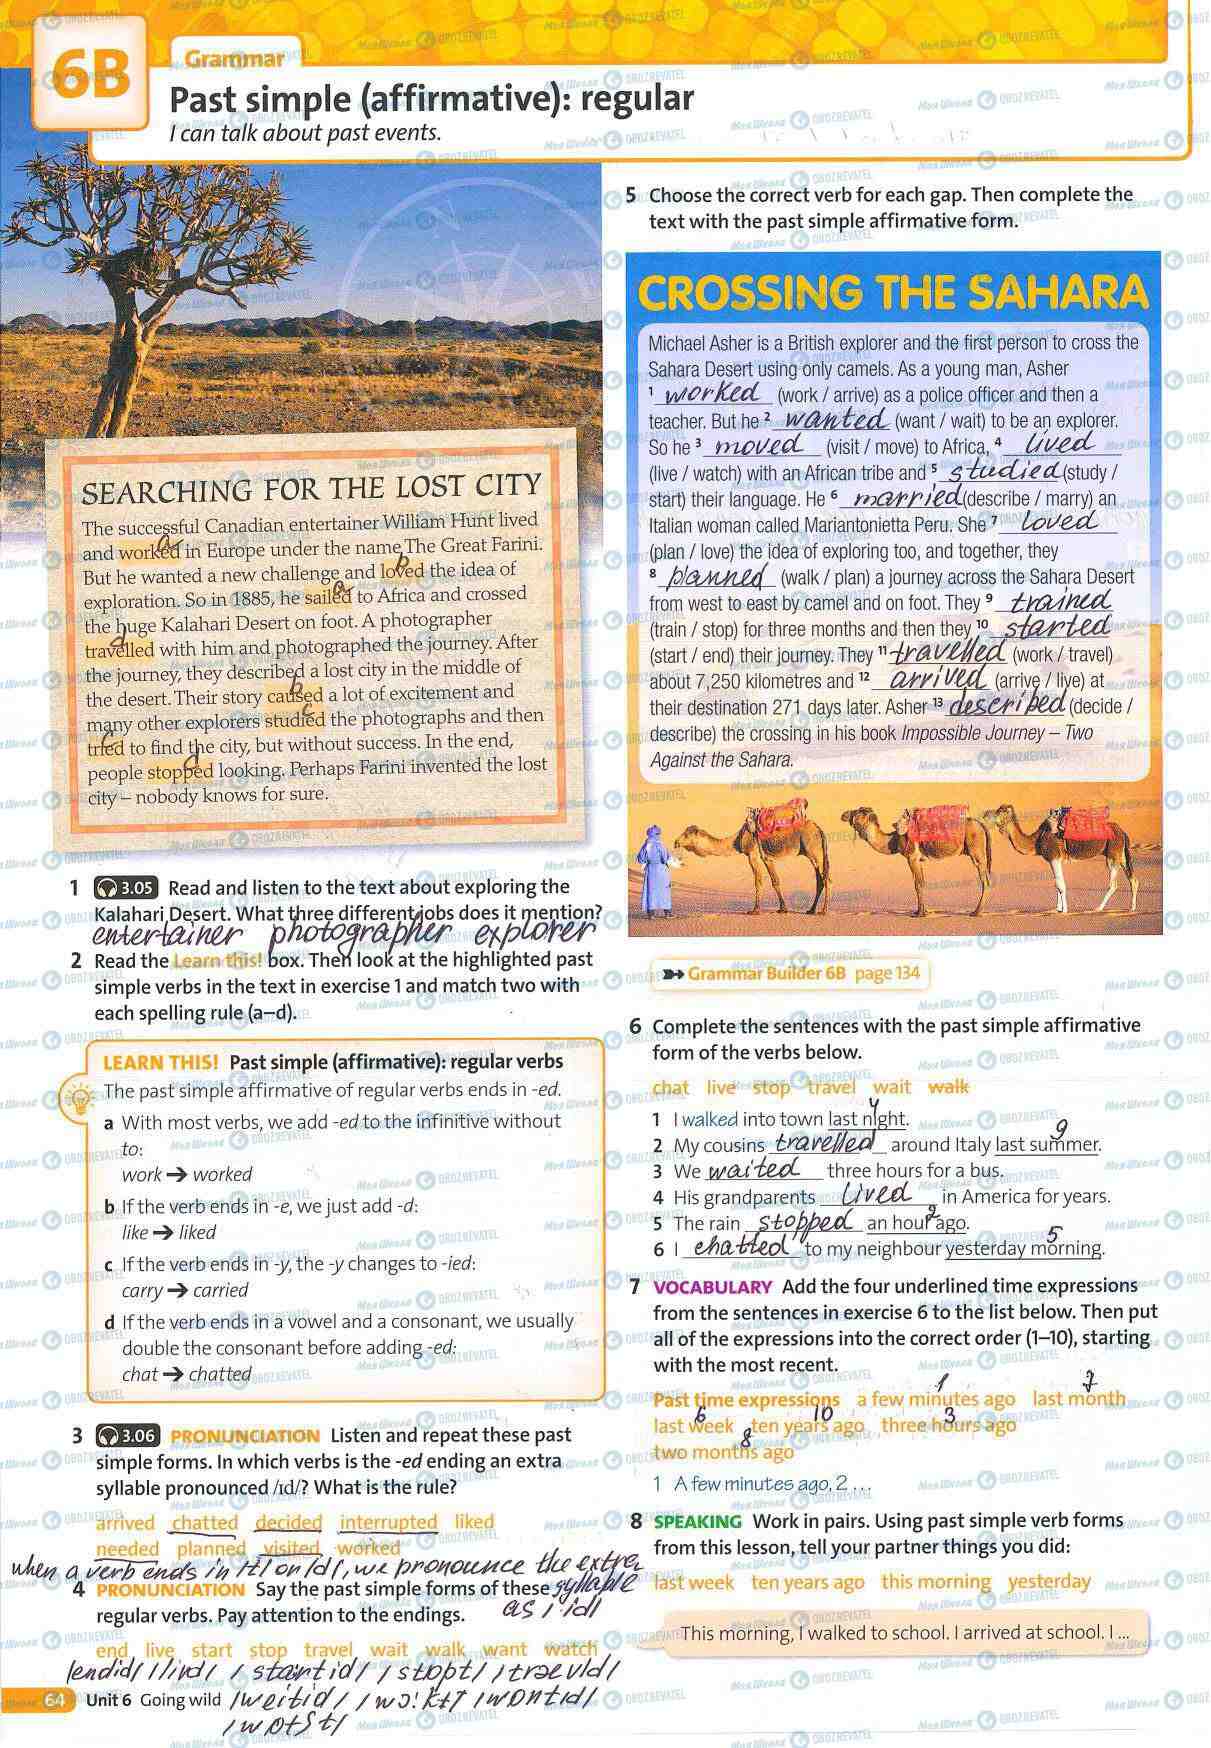 6B
Grammar
Past simple (affirmative): regular
I can talk about past events.
SEARCHING FOR THE LOST CITY
The successful Canadian entertainer William Hunt lived
and worked in Europe under the name The Great Farini.
But he wanted a new challenge and loved the idea of
exploration. So in 1885, he sailed to Africa and crossed
the huge Kalahari Desert on foot. A photographer
travelled with him and photographed the journey. After
the journey, they described a lost city in the middle of
the desert. Their story caused a lot of excitement and
many other explorers studied the photographs and then
tried to find the city, but without success. In the end,
people stopped looking. Perhaps Farini invented the lost
city – nobody knows for sure.
1 3.05 Read and listen to the text about exploring the
Kalahari Desert. What three different jobs does it mention?
entertainer photographer explorer
2 Read the Learn this! box. Then look at the highlighted past
simple verbs in the text in exercise 1 and match two with
each spelling rule (a–d).
LEARN THIS! Past simple (affirmative): regular verbs
The past simple affirmative of regular verbs ends in -ed.
a With most verbs, we add -ed to the infinitive without
to:
work → worked
b If the verb ends in -e, we just add -d:
like → liked
c If the verb ends in -y, the -y changes to -ied:
carry → carried
d If the verb ends in a vowel and a consonant, we usually
double the consonant before adding -ed:
chat → chatted
3 3.06 PRONUNCIATION Listen and repeat these past
simple forms. In which verbs is the -ed ending an extra
syllable pronounced /ɪd/? What is the rule?
arrived chatted decided interrupted liked
needed planned visited worked
when a verb ends in /t/ or /d/, we pronounce the extra
syllable
as /id/
4 PRONUNCIATION Say the past simple forms of these
regular verbs. Pay attention to the endings.
end live start stop travel wait walk want watch
/endid/ /livd/ /startid/ /stopt/ /trævld/
/weitid/ /wɔ:kt/ /wontid/
/wotʃt/
64 Unit 6 Going wild
5 Choose the correct verb for each gap. Then complete the
text with the past simple affirmative form.
CROSSING THE SAHARA
Michael Asher is a British explorer and the first person to cross the
Sahara Desert using only camels. As a young man, Asher
1 worked (work / arrive) as a police officer and then a
teacher. But he 2 wanted (want / wait) to be an explorer.
So he 3 moved (visit / move) to Africa, 4 lived
(live / watch) with an African tribe and 5 studied (study /
start) their language. He 6 married (describe / marry) an
Italian woman called Mariantonietta Peru. She 7 loved
(plan / love) the idea of exploring too, and together, they
8 planned (walk / plan) a journey across the Sahara Desert
from west to east by camel and on foot. They 9 trained
(train / stop) for three months and then they 10 started
(start / end) their journey. They 11 travelled (work / travel)
about 7,250 kilometres and 12 arrived (arrive / live) at
their destination 271 days later. Asher 13 described (decide /
describe) the crossing in his book Impossible Journey – Two
Against the Sahara.
Grammar Builder 6B page 134
6 Complete the sentences with the past simple affirmative
form of the verbs below.
chat live stop travel wait walk
1 I walked into town last night. 4
2 My cousins travelled around Italy last summer. 9
3 We waited three hours for a bus.
4 His grandparents lived in America for years.
5 The rain stopped an hour ago. 2
6 I chatted to my neighbour yesterday morning. 5
7 VOCABULARY Add the four underlined time expressions
from the sentences in exercise 6 to the list below. Then put
all of the expressions into the correct order (1–10), starting
with the most recent.
Past time expressions a few minutes ago 1 last month 7
last week 6 ten years ago 10 three hours ago 3
two months ago 8
1 A few minutes ago, 2 ...
8 SPEAKING Work in pairs. Using past simple verb forms
from this lesson, tell your partner things you did:
last week ten years ago this morning yesterday
This morning, I walked to school. I arrived at school. I ...